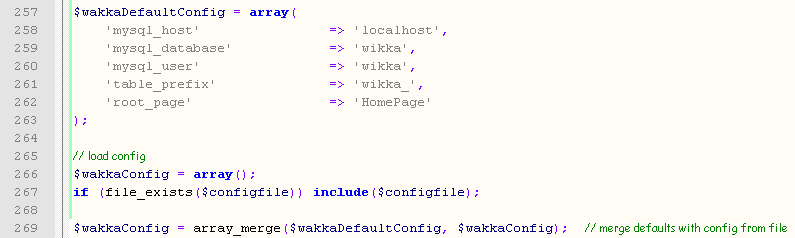 257 $wakkaDefaultConfig = array(
258     'mysql_host'                => 'localhost',
259     'mysql_database'            => 'wikka',
260     'mysql_user'                => 'wikka',
261     'table_prefix'              => 'wikka_',
262     'root_page'                 => 'HomePage'
263 );
264
265 // load config
266 $wakkaConfig = array();
267 if (file_exists($configfile)) include($configfile);
268
269 $wakkaConfig = array_merge($wakkaDefaultConfig, $wakkaConfig);  // merge defaults with config from file